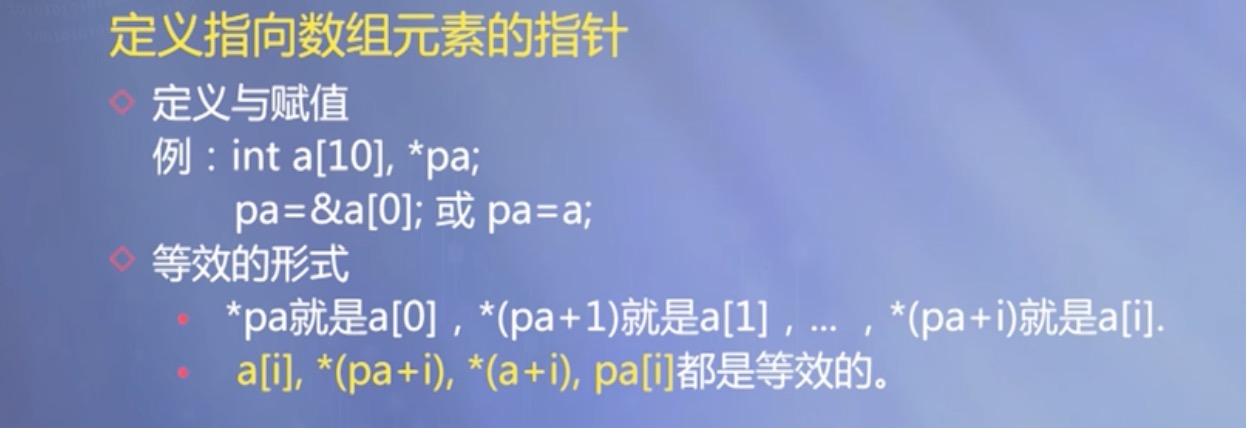 定义指向数组元素的指针
◇ 定义与赋值
例：int a[10], *pa;
pa=&a[0]; 或 pa=a;
◇ 等效的形式
• *pa就是a[0]，*(pa+1)就是a[1]，... ，*(pa+i)就是a[i].
• a[i], *(pa+i), *(a+i), pa[i]都是等效的。